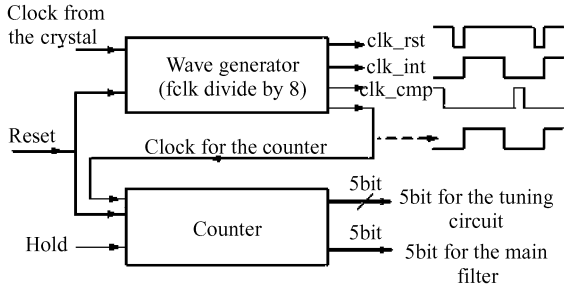 Clock from
the crystal
Wave generator
(fclk divide by 8)
clk_rst
clk_int
clk_cmp
Reset
Clock for the counter
Counter
Hold
5bit
5bit for the tuning
circuit
5bit
5bit for the main
filter